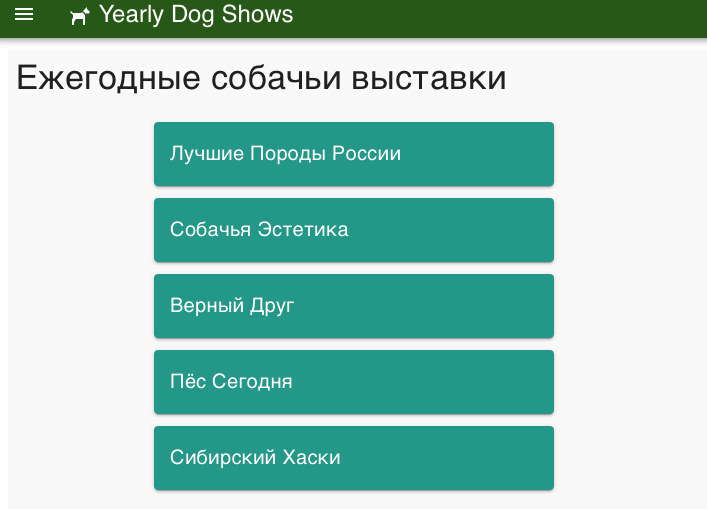 Yearly Dog Shows
Ежегодные собачьи выставки
Лучшие Породы России
Собачья Эстетика
Верный Друг
Пёс Сегодня
Сибирский Хаски